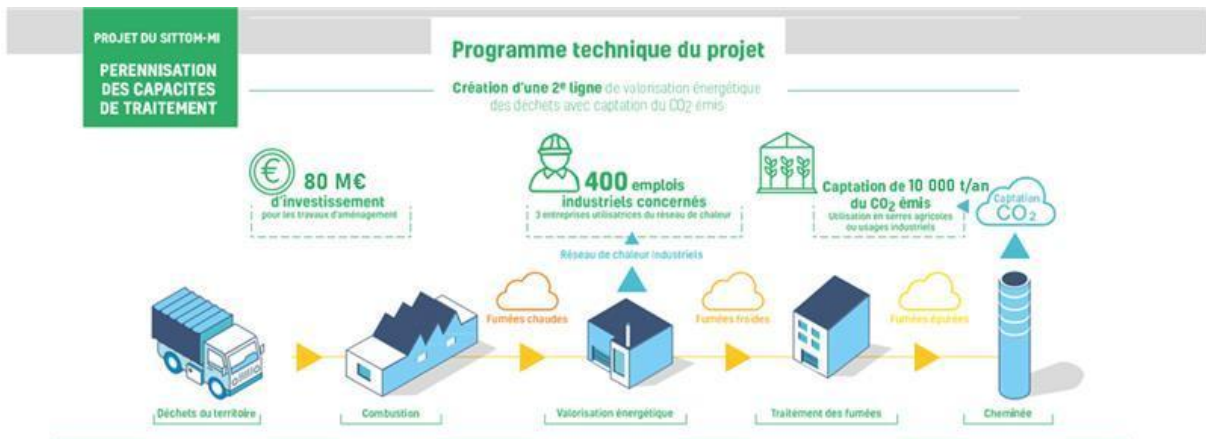 PROJET DU SITTOM-MI
PERENNISATION
DES CAPACITES
DE TRAITEMENT
Programme technique du projet
Création d'une 2e ligne de valorisation énergétique
des déchets avec captation du CO2 émis
80 M€
d'investissement
pour les travaux d'aménagement
400 emplois
industriels concernés
3 entreprises utilisatrices du réseau de chaleur
Captation de 10 000 t/an
du CO2 émis
Utilisation en serres agricoles
ou usages industriels
Captation
CO2
Réseau de chaleur industriels
Fumées chaudes
Fumées froides
Fumées épurées
Déchets du territoire
Combustion
Valorisation énergétique
Traitement des fumées
Cheminée